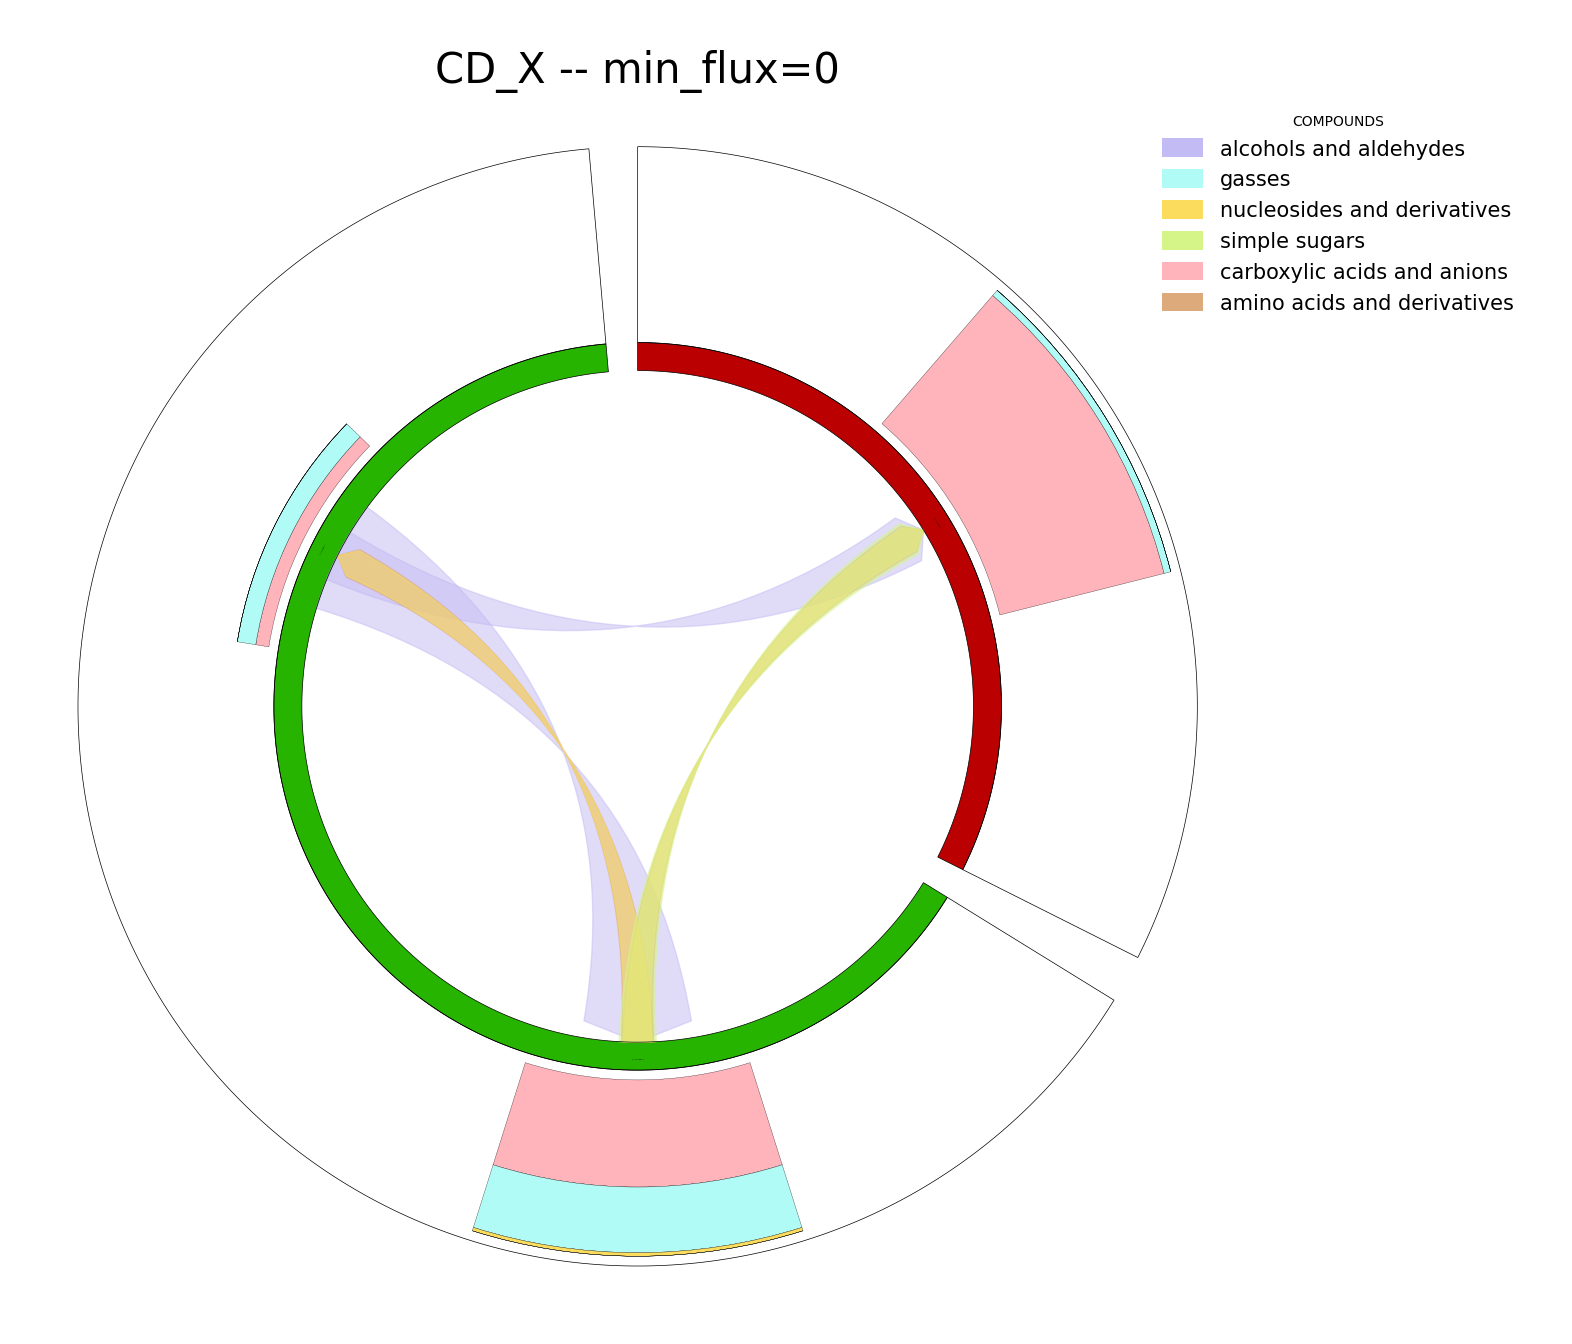 CD_X -- min_flux=0
COMPOUNDS
alcohols and aldehydes
gasses
nucleosides and derivatives
simple sugars
carboxylic acids and anions
amino acids and derivatives